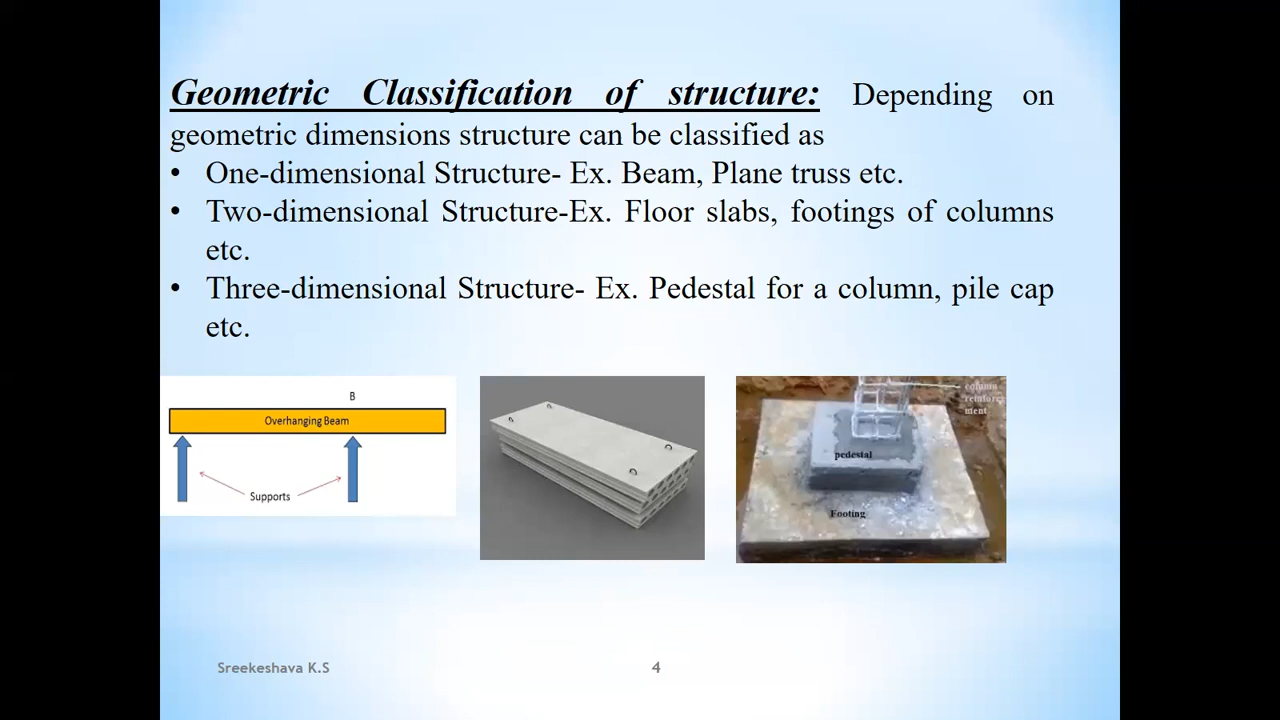 Geometric Classification of structure: Depending on
geometric dimensions structure can be classified as
• One-dimensional Structure- Ex. Beam, Plane truss etc.
• Two-dimensional Structure-Ex. Floor slabs, footings of columns
etc.
• Three-dimensional Structure- Ex. Pedestal for a column, pile cap
etc.
B
Overhanging Beam
Supports
column
reinforce
ment
pedestal
Footing
Sreekeshava K.S
4